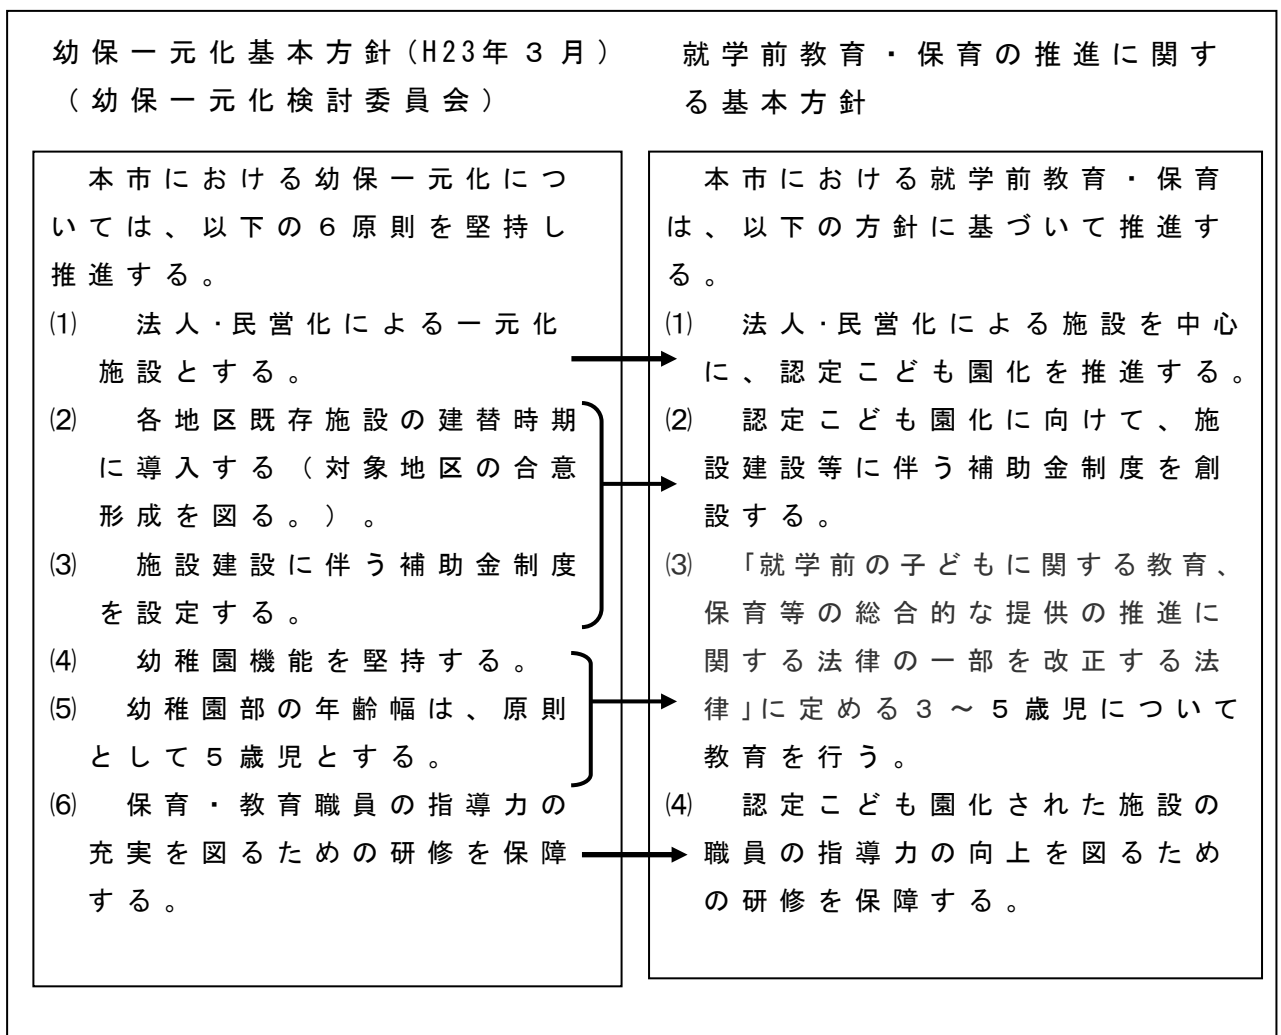 幼保一元化基本方針(H23年３月)
（幼保一元化検討委員会）
本市における幼保一元化につ
いては、以下の６原則を堅持し
推進する。
⑴　法人･民営化による一元化
施設とする。
⑵　各地区既存施設の建替時期
に導入する（対象地区の合意
形成を図る。）。
⑶　施設建設に伴う補助金制度
を設定する。
⑷　幼稚園機能を堅持する。
⑸　幼稚園部の年齢幅は、原則
として５歳児とする。
⑹　保育・教育職員の指導力の
充実を図るための研修を保障
する。
就学前教育・保育の推進に関す
る基本方針
本市における就学前教育・保育
は、以下の方針に基づいて推進す
る。
⑴　法人･民営化による施設を中心
に、認定こども園化を推進する。
⑵　認定こども園化に向けて、施
設建設等に伴う補助金制度を創
設する。
⑶　｢就学前の子どもに関する教育、
保育等の総合的な提供の推進に
関する法律の一部を改正する法
律｣に定める３～５歳児について
教育を行う。
⑷　認定こども園化された施設の
職員の指導力の向上を図るため
の研修を保障する。